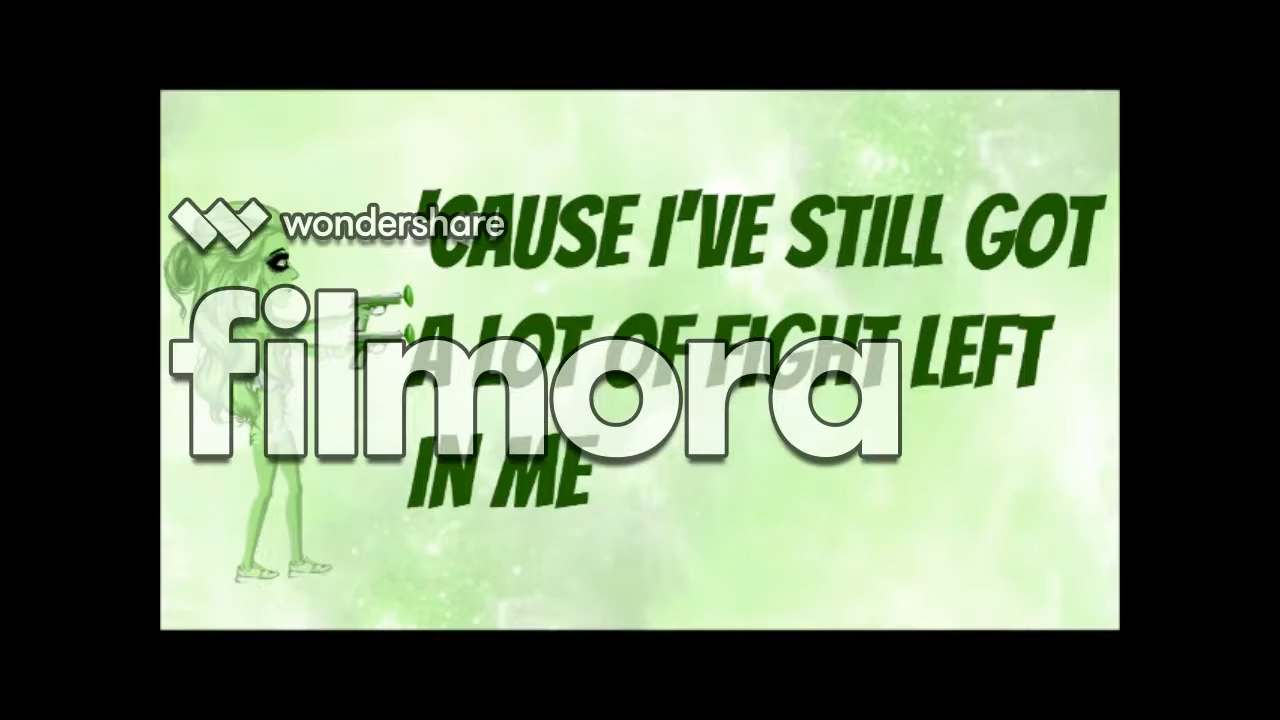 wondershare
filmora
'CAUSE I'VE STILL GOT
A LOT OF FIGHT LEFT
IN ME